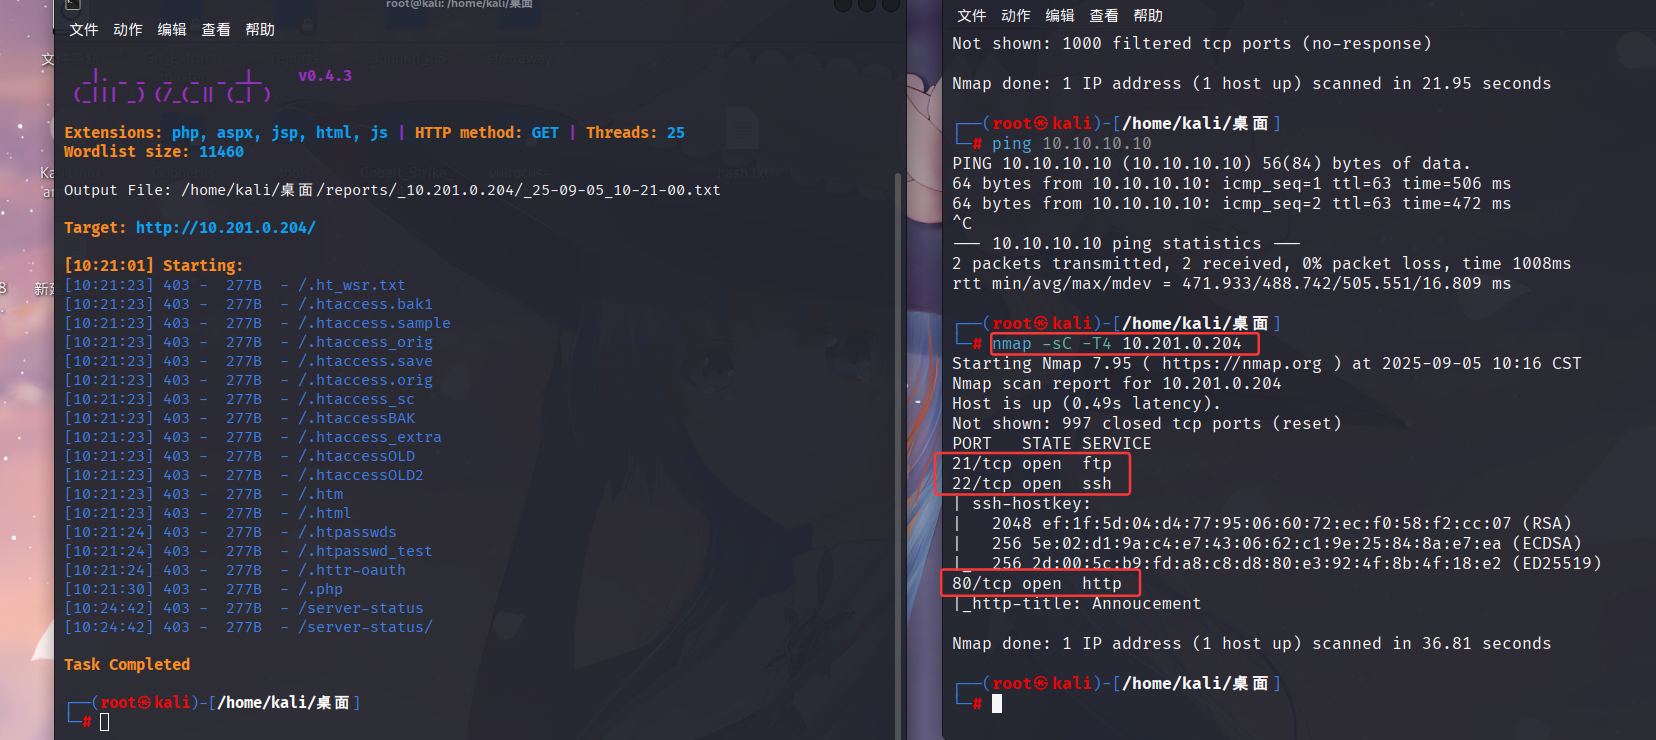 root@kali: /home/kali/桌面
文件 动作 编辑 查看 帮助
v0.4.3
Extensions: php, aspx, jsp, html, js | HTTP method: GET | Threads: 25
Wordlist size: 11460
Output File: /home/kali/桌面/reports/_10.201.0.204/_25-09-05_10-21-00.txt
Target: http://10.201.0.204/
[10:21:01] Starting:
[10:21:23] 403 -  277B  - /.ht_wsr.txt
[10:21:23] 403 -  277B  - /.htaccess.bak1
[10:21:23] 403 -  277B  - /.htaccess.sample
[10:21:23] 403 -  277B  - /.htaccess_orig
[10:21:23] 403 -  277B  - /.htaccess.save
[10:21:23] 403 -  277B  - /.htaccess.orig
[10:21:23] 403 -  277B  - /.htaccess_sc
[10:21:23] 403 -  277B  - /.htaccessBAK
[10:21:23] 403 -  277B  - /.htaccess_extra
[10:21:23] 403 -  277B  - /.htaccessOLD
[10:21:23] 403 -  277B  - /.htaccessOLD2
[10:21:23] 403 -  277B  - /.htm
[10:21:23] 403 -  277B  - /.html
[10:21:24] 403 -  277B  - /.htpasswds
[10:21:24] 403 -  277B  - /.htpasswd_test
[10:21:24] 403 -  277B  - /.httr-oauth
[10:21:30] 403 -  277B  - /.php
[10:24:42] 403 -  277B  - /server-status
[10:24:42] 403 -  277B  - /server-status/
Task Completed
┌──(root㉿kali)-[/home/kali/桌面]
└─#
文件 动作 编辑 查看 帮助
Not shown: 1000 filtered tcp ports (no-response)
Nmap done: 1 IP address (1 host up) scanned in 21.95 seconds
┌──(root㉿kali)-[/home/kali/桌面]
└─# ping 10.10.10.10
PING 10.10.10.10 (10.10.10.10) 56(84) bytes of data.
64 bytes from 10.10.10.10: icmp_seq=1 ttl=63 time=506 ms
64 bytes from 10.10.10.10: icmp_seq=2 ttl=63 time=472 ms
^C
--- 10.10.10.10 ping statistics ---
2 packets transmitted, 2 received, 0% packet loss, time 1008ms
rtt min/avg/max/mdev = 471.933/488.742/505.551/16.809 ms
┌──(root㉿kali)-[/home/kali/桌面]
└─# nmap -sC -T4 10.201.0.204
Starting Nmap 7.95 ( https://nmap.org ) at 2025-09-05 10:16 CST
Nmap scan report for 10.201.0.204
Host is up (0.49s latency).
Not shown: 997 closed tcp ports (reset)
PORT   STATE SERVICE
21/tcp open  ftp
22/tcp open  ssh
| ssh-hostkey:
|   2048 ef:1f:5d:04:d4:77:95:06:60:72:ec:f0:58:f2:cc:07 (RSA)
|   256 5e:02:d1:9a:c4:e7:43:06:62:c1:9e:25:84:8a:e7:ea (ECDSA)
|_  256 2d:00:5c:b9:fd:a8:c8:d8:80:e3:92:4f:8b:4f:18:e2 (ED25519)
80/tcp open  http
|_http-title: Annoucement
Nmap done: 1 IP address (1 host up) scanned in 36.81 seconds
┌──(root㉿kali)-[/home/kali/桌面]
└─#